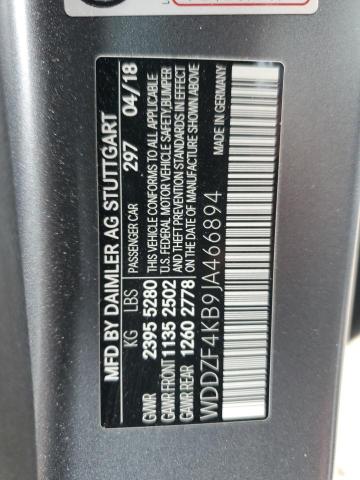 MFD BY DAIMLER AG STUTTGART
KG LBS PASSENGER CAR 297 04/18
GVWR 2395 5280 THIS VEHICLE CONFORMS TO ALL APPLICABLE
GAWR FRONT 1135 2502 U.S. FEDERAL MOTOR VEHICLE SAFETY, BUMPER
AND THEFT PREVENTION STANDARDS IN EFFECT
GAWR REAR 1260 2778 ON THE DATE OF MANUFACTURE SHOWN ABOVE
MADE IN GERMANY
WDDZF4KB9JA466894